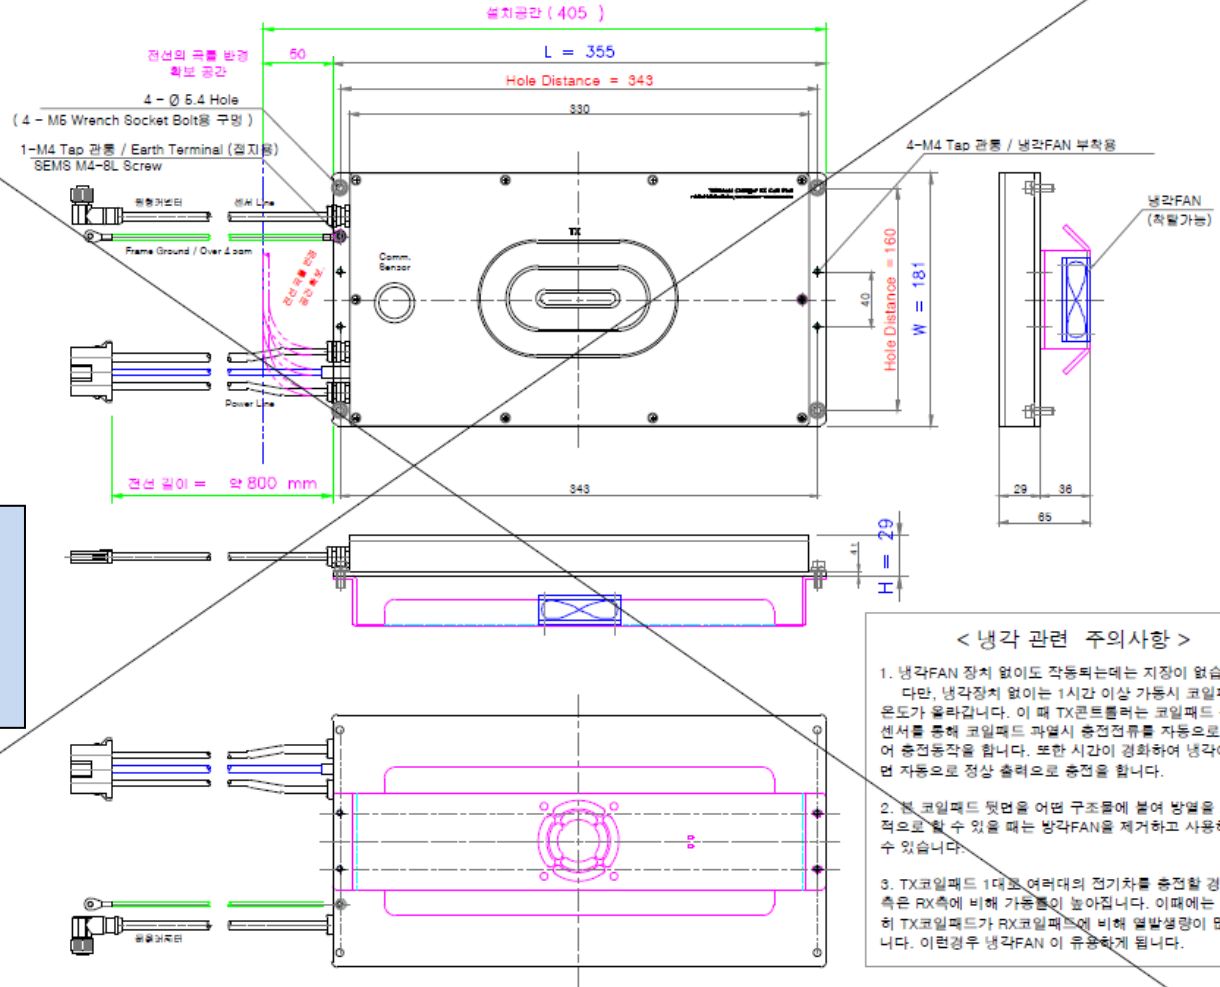 설치공간 ( 405 )
전선의 곡률 반경
확보 공간
50
L = 355
Hole Distance = 343
330
4 - Ø 5.4 Hole
( 4 - M5 Wrench Socket Bolt용 구멍 )
1-M4 Tap 관통 / Earth Terminal (접지용)
SEMS M4-8L Screw
4-M4 Tap 관통 / 냉각FAN 부착용
원형커넥터
센서 Line
Frame Ground / Over 4
전선곡률 반경
공간 확보.
Comm.
Sensor
TX
Hole Distance = 160
W = 181
40
냉각FAN
(착탈가능)
Power Line
전선 길이 = 약 800 mm
343
29
36
65
H = 29
4.1
원형커넥터
< 냉각 관련 주의사항 >
1. 냉각FAN 장치 없이도 작동되는데는 지장이 없습
다만, 냉각장치 없이는 1시간 이상 가동시 코일패
온도가 올라갑니다. 이 때 TX콘트롤러는 코일패드
센서를 통해 코일패드 과열시 충전전류를 자동으로
어 충전동작을 합니다. 또한 시간이 경화하여 냉각이
면 자동으로 정상 출력으로 충전을 합니다.
2. 본 코일패드 뒷면을 어떤 구조물에 붙여 방열을
적으로 할 수 있을 때는 방각FAN을 제거하고 사용하
수 있습니다.
3. TX코일패드 1대로 여러대의 전기차를 충전할 경
측은 RX측에 비해 가동률이 높아집니다. 이때에는
히 TX코일패드가 RX코일패드에 비해 열발생량이 많
니다. 이런경우 냉각FAN 이 유용하게 됩니다.